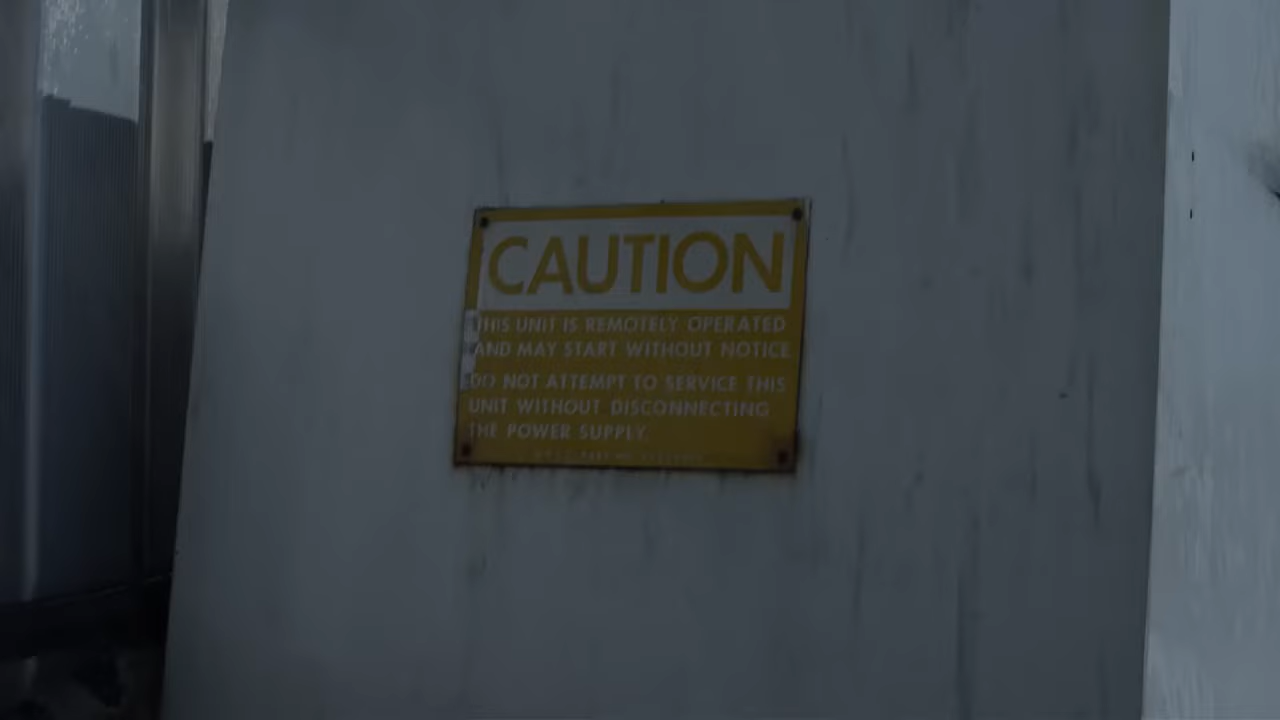 CAUTION
THIS UNIT IS REMOTELY OPERATED
AND MAY START WITHOUT NOTICE
DO NOT ATTEMPT TO SERVICE THIS
UNIT WITHOUT DISCONNECTING
THE POWER SUPPLY.